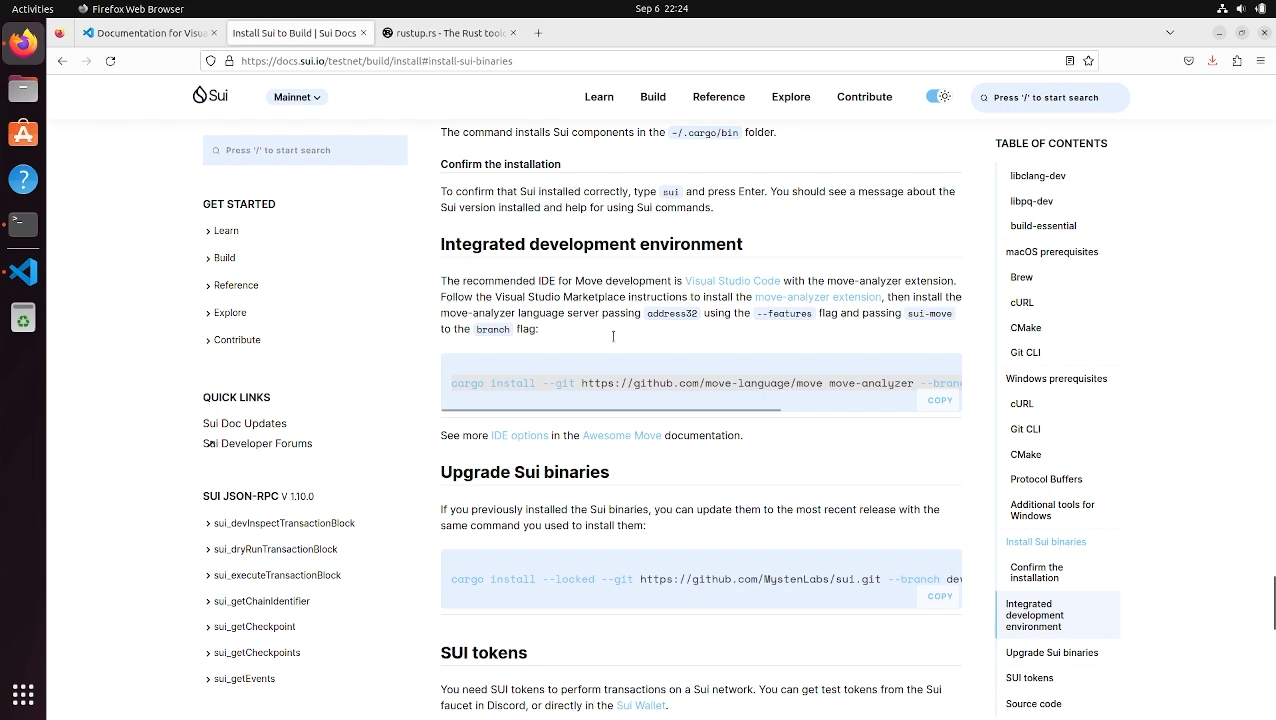 Activities
Firefox Web Browser
Sep 6 22:24
Documentation for Visua
Install Sui to Build | Sui Docs
rustup.rs - The Rust toolc
https://docs.sui.io/testnet/build/install#install-sui-binaries
Sui
Mainnet
Learn
Build
Reference
Explore
Contribute
Press '/' to start search
Press '/' to start search
GET STARTED
Learn
Build
Reference
Explore
Contribute
QUICK LINKS
Sui Doc Updates
Sui Developer Forums
SUI JSON-RPC V 1.10.0
sui_devInspectTransactionBlock
sui_dryRunTransactionBlock
sui_executeTransactionBlock
sui_getChainIdentifier
sui_getCheckpoint
sui_getCheckpoints
sui_getEvents
The command installs Sui components in the ~/.cargo/bin folder.
Confirm the installation
To confirm that Sui installed correctly, type sui and press Enter. You should see a message about the
Sui version installed and help for using Sui commands.
Integrated development environment
The recommended IDE for Move development is Visual Studio Code with the move-analyzer extension.
Follow the Visual Studio Marketplace instructions to install the move-analyzer extension, then install the
move-analyzer language server passing address32 using the --features flag and passing sui-move
to the branch flag:
cargo install --git https://github.com/move-language/move move-analyzer --branc
COPY
See more IDE options in the Awesome Move documentation.
Upgrade Sui binaries
If you previously installed the Sui binaries, you can update them to the most recent release with the
same command you used to install them:
cargo install --locked --git https://github.com/MystenLabs/sui.git --branch dev
COPY
SUI tokens
You need SUI tokens to perform transactions on a Sui network. You can get test tokens from the Sui
faucet in Discord, or directly in the Sui Wallet.
TABLE OF CONTENTS
libclang-dev
libpq-dev
build-essential
macOS prerequisites
Brew
cURL
CMake
Git CLI
Windows prerequisites
cURL
Git CLI
CMake
Protocol Buffers
Additional tools for
Windows
Install Sui binaries
Confirm the
installation
Integrated
development
environment
Upgrade Sui binaries
SUI tokens
Source code